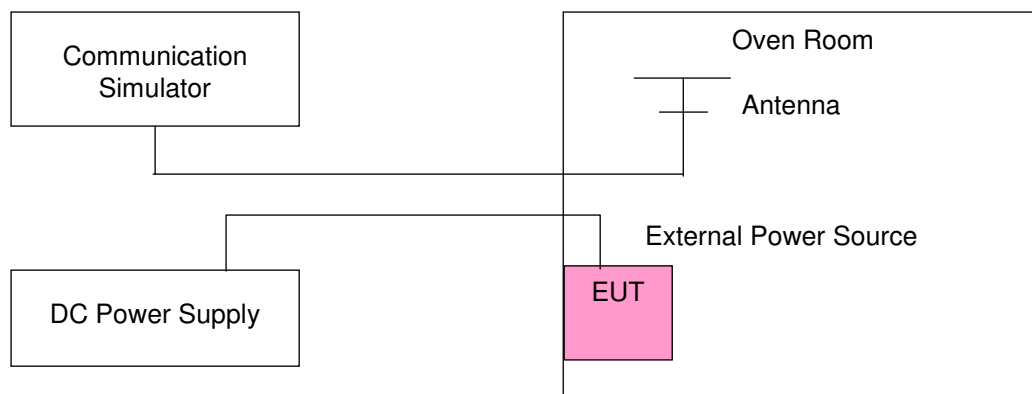 Communication
Simulator
Oven Room
Antenna
External Power Source
EUT
DC Power Supply